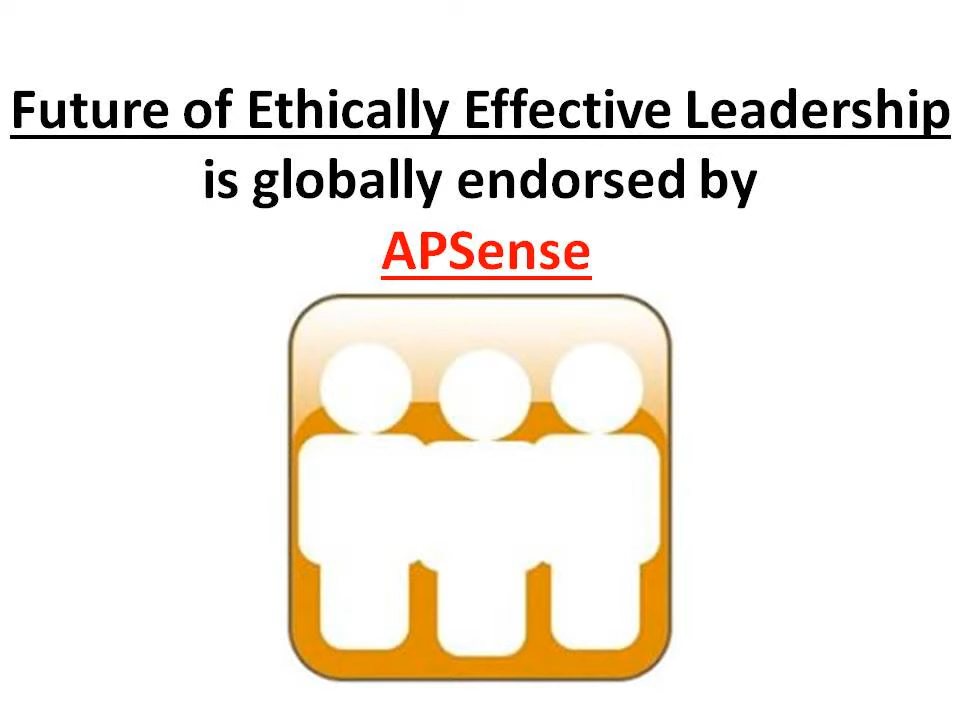 Future of Ethically Effective Leadership
is globally endorsed by
APSense